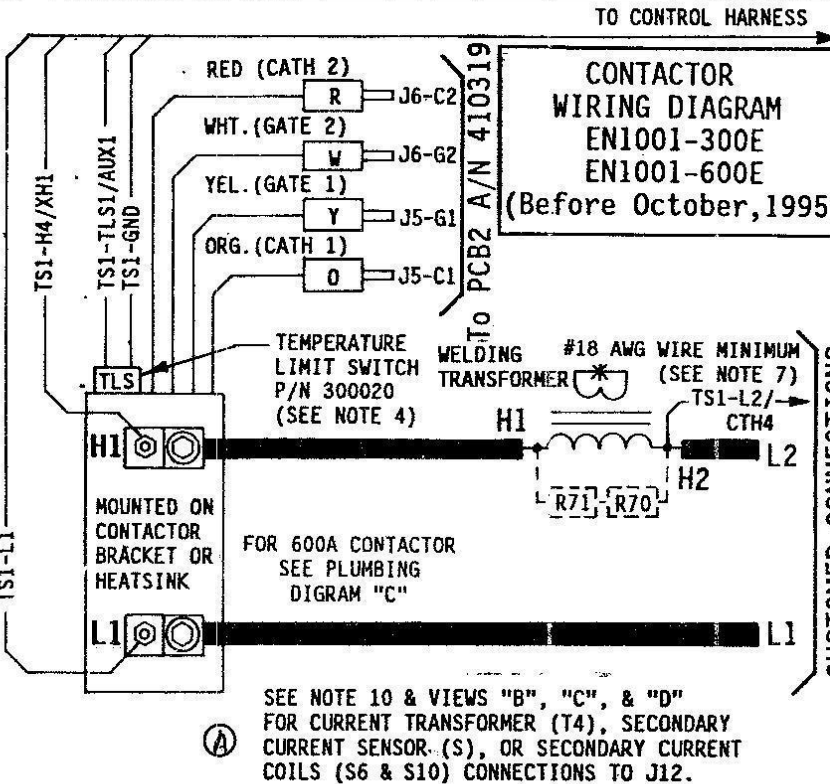 TO CONTROL HARNESS
CONTACTOR
WIRING DIAGRAM
EN1001-300E
EN1001-600E
(Before October,1995
RED (CATH 2)
R
J6-C2
WHT.(GATE 2)
W
J6-G2
YEL.(GATE 1)
Y
J5-G1
ORG.(CATH 1)
O
J5-C1
To PCB2 A/N 410319
TS1-H4/XH1
TS1-TLS1/AUX1
TS1-GND
TS1-L1
TLS
TEMPERATURE
LIMIT SWITCH
P/N 300020
(SEE NOTE 4)
WELDING
TRANSFORMER
#18 AWG WIRE MINIMUM
(SEE NOTE 7)
TS1-L2/
CTH4
H1
H1
L2
H2
R71
R70
MOUNTED ON
CONTACTOR
BRACKET OR
HEATSINK
FOR 600A CONTACTOR
SEE PLUMBING
DIGRAM "C"
L1
L1
CUSTOMER CONNECTIONS
A
SEE NOTE 10 & VIEWS "B", "C", & "D"
FOR CURRENT TRANSFORMER (T4), SECONDARY
CURRENT SENSOR (S), OR SECONDARY CURRENT
COILS (S6 & S10) CONNECTIONS TO J12.